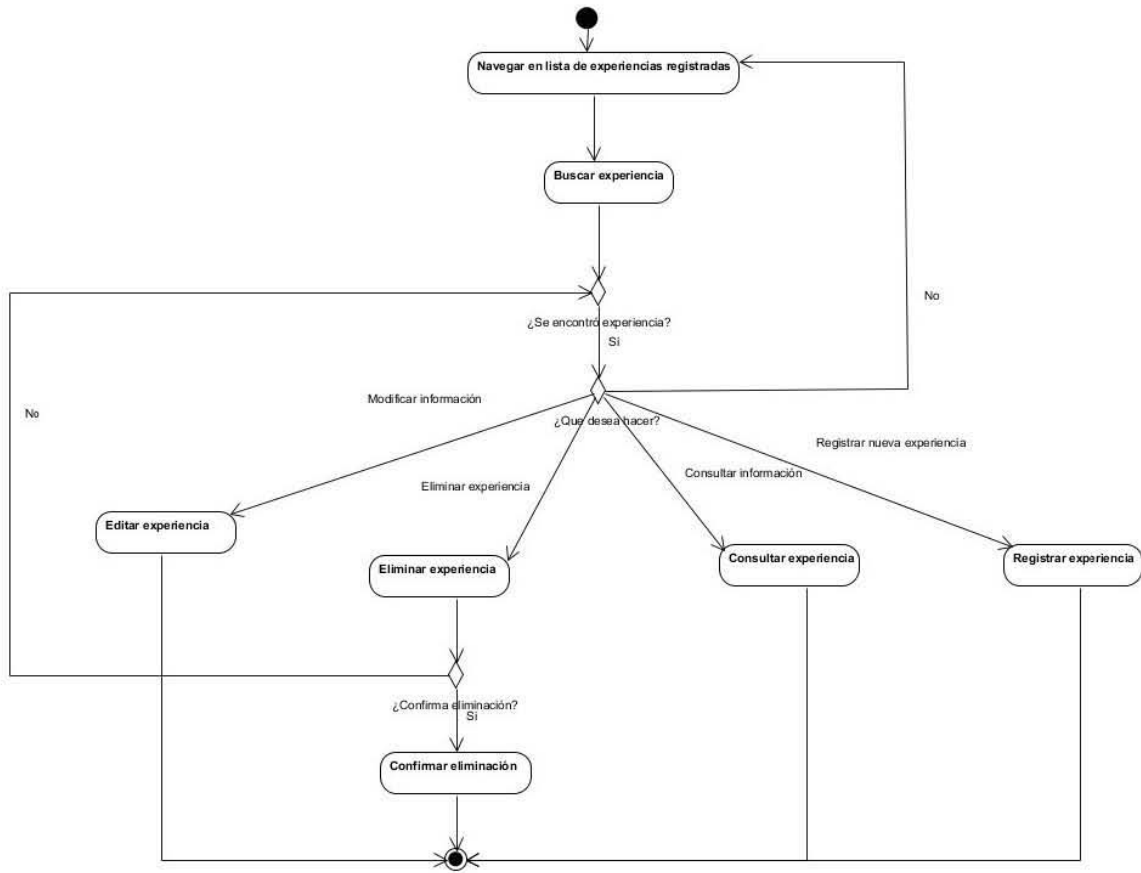 Navegar en lista de experiencias registradas
Buscar experiencia
No
¿Se encontró experiencia?
Si
Modificar información
No
¿Que desea hacer?
Registrar nueva experiencia
Consultar información
Eliminar experiencia
Editar experiencia
Eliminar experiencia
Consultar experiencia
Registrar experiencia
¿Confirma eliminación?
Si
Confirmar eliminación